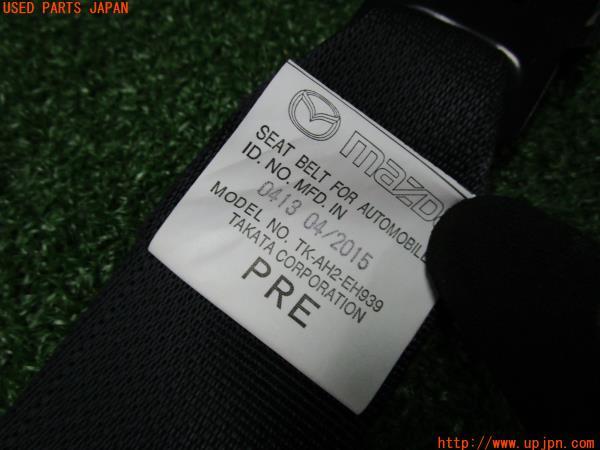 USED PARTS JAPAN
mazd
SEAT BELT FOR AUTOMOBILE
ID. NO. MFD. IN
0413 04/2015
MODEL NO. TK-AH2-EH939
TAKATA CORPORATION
PRE
http://www.upjpn.com/